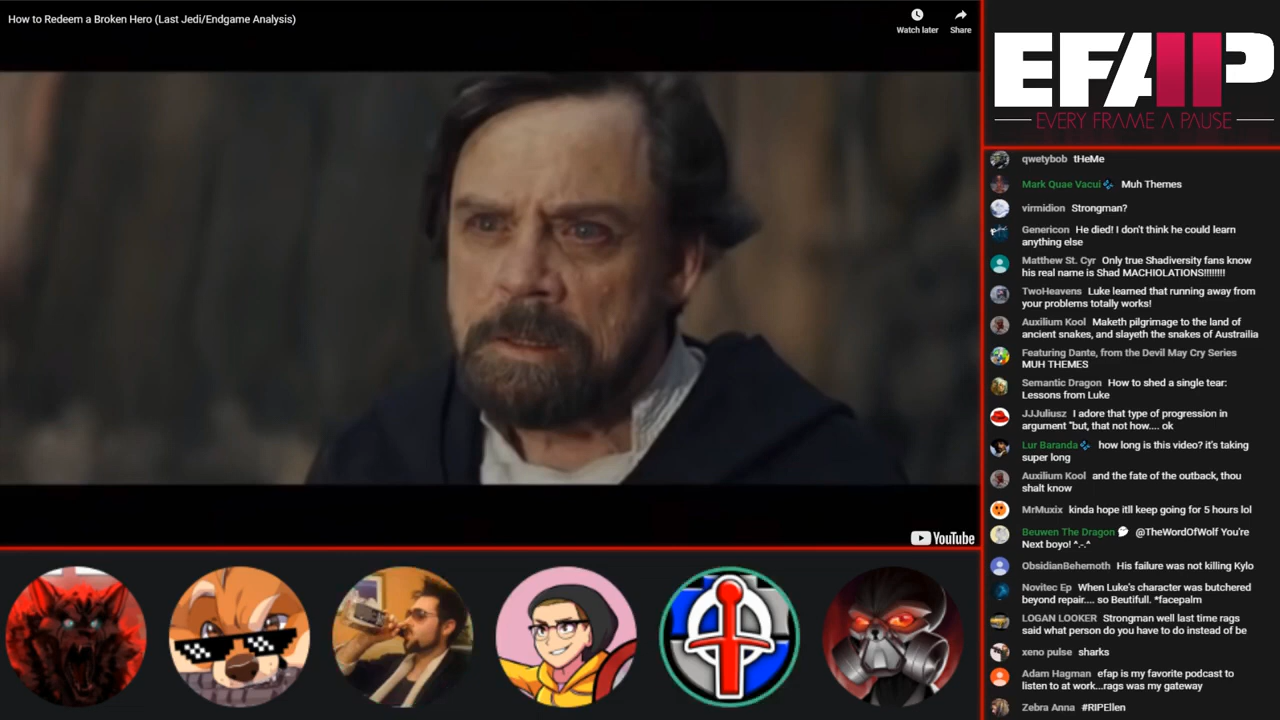 How to Redeem a Broken Hero (Last Jedi/Endgame Analysis)
Watch later
Share
YouTube
EFAP
EVERY FRAME A PAUSE
qwetybob tHeMe
Mark Quae Vacui Muh Themes
virmidion Strongman?
Genericon He died! I don't think he could learn
anything else
Matthew St. Cyr Only true Shadiversity fans know
his real name is Shad MACHIOLATIONS!!!!!!!!
TwoHeavens Luke learned that running away from
your problems totally works!
Auxilium Kool Maketh pilgrimage to the land of
ancient snakes, and slayeth the snakes of Austrailia
Featuring Dante, from the Devil May Cry Series
MUH THEMES
Semantic Dragon How to shed a single tear:
Lessons from Luke
JJJuliusz I adore that type of progression in
argument "but, that not how.... ok
Lur Baranda how long is this video? it's taking
super long
Auxilium Kool and the fate of the outback, thou
shalt know
MrMuxix kinda hope itll keep going for 5 hours lol
Beuwen The Dragon @TheWordOfWolf You're
Next boyo! ^.-.^
ObsidianBehemoth His failure was not killing Kylo
Novitec Ep When Luke's character was butchered
beyond repair.... so Beutifull. *facepalm
LOGAN LOOKER Strongman well last time rags
said what person do you have to do instead of be
xeno pulse sharks
Adam Hagman efap is my favorite podcast to
listen to at work...rags was my gateway
Zebra Anna #RIPEllen